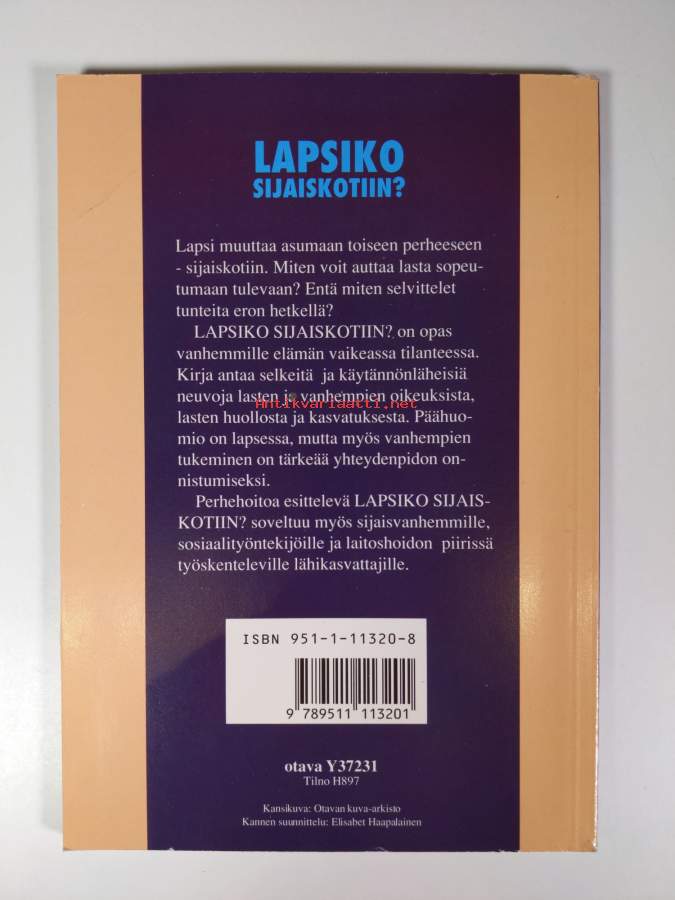 LAPSIKO
SIJAISKOTIIN?
Lapsi muuttaa asumaan toiseen perheeseen
- sijaiskotiin. Miten voit auttaa lasta sopeu-
tumaan tulevaan? Entä miten selvittelet
tunteita eron hetkellä?
LAPSIKO SIJAISKOTIIN? on opas
vanhemmille elämän vaikeassa tilanteessa.
Kirja antaa selkeitä ja käytännönläheisiä
neuvoja lasten ja vanhempien oikeuksista,
Antikvariaatti.net
lasten huollosta ja kasvatuksesta. Päähuo-
mio on lapsessa, mutta myös vanhempien
tukeminen on tärkeää yhteydenpidon on-
nistumiseksi.
Perhehoitoa esittelevä LAPSIKO SIJAIS-
KOTIIN? soveltuu myös sijaisvanhemmille,
sosiaalityöntekijöille ja laitoshoidon piirissä
työskenteleville lähikasvattajille.
ISBN 951-1-11320-8
9 789511 113201
otava Y37231
Tilno H897
Kansikuva: Otavan kuva-arkisto
Kannen suunnittelu: Elisabet Haapalainen